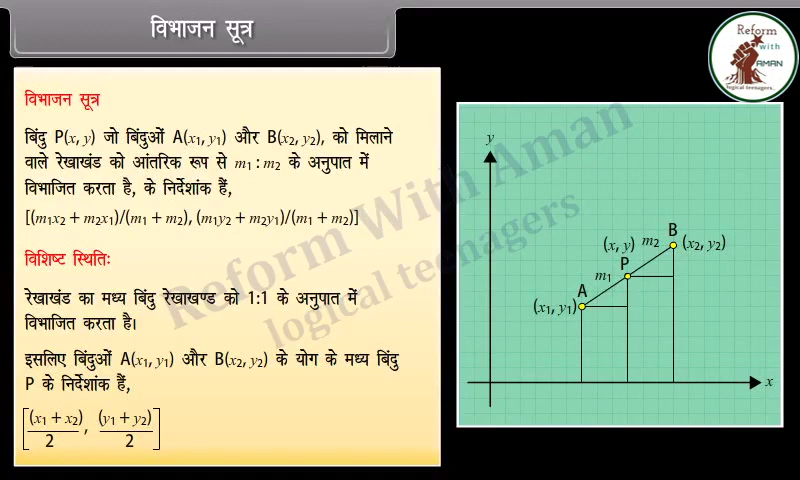 विभाजन सूत्र
Reform
with
AMAN
logical teenagers.
विभाजन सूत्र
बिंदु P(x, y) जो बिंदुओं A(x₁, y₁) और B(x₂, y₂), को मिलाने
वाले रेखाखंड को आंतरिक रूप से m₁ : m₂ के अनुपात में
विभाजित करता है, के निर्देशांक हैं,
[(m₁x₂ + m₂x₁)/(m₁ + m₂), (m₁y₂ + m₂y₁)/(m₁ + m₂)]
विशिष्ट स्थितिः
रेखाखंड का मध्य बिंदु रेखाखण्ड को 1:1 के अनुपात में
विभाजित करता है।
इसलिए बिंदुओं A(x₁, y₁) और B(x₂, y₂) के योग के मध्य बिंदु
P के निर्देशांक हैं,
[(x₁ + x₂)/2, (y₁ + y₂)/2]
y
B
(x, y) m₂ (x₂, y₂)
P
m₁
A
(x₁, y₁)
x
Reform With Aman
logical teenagers